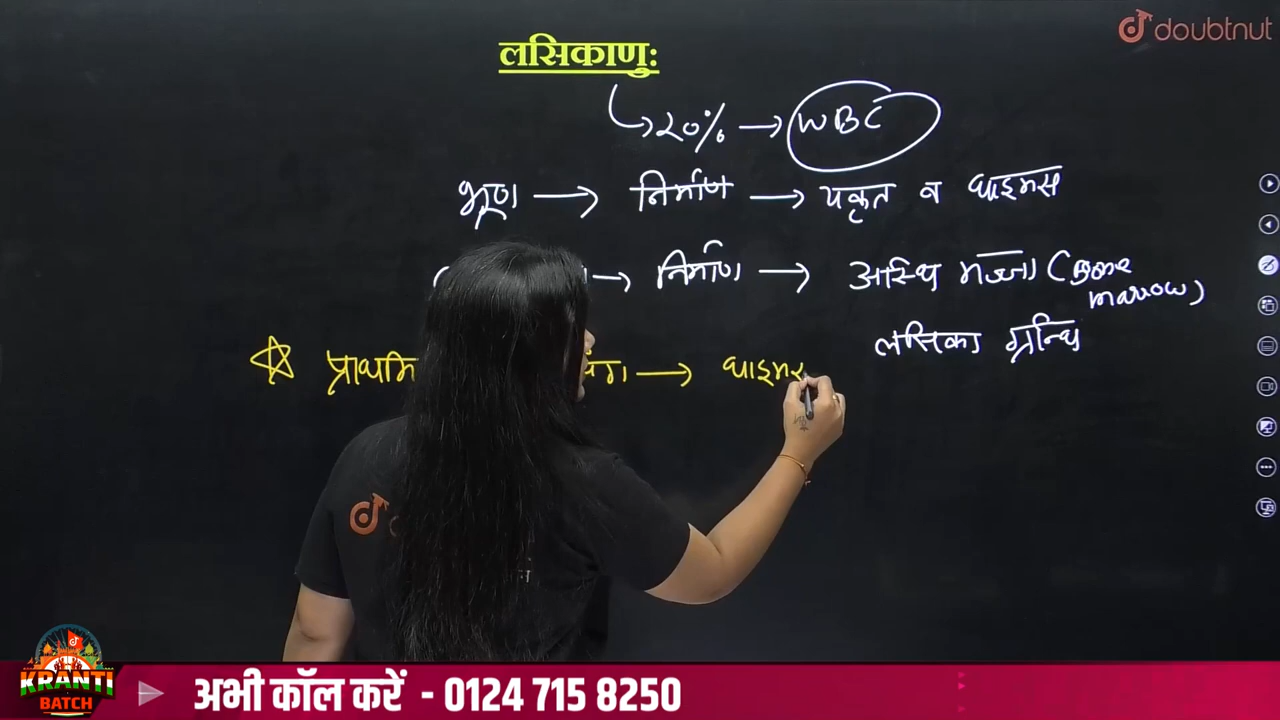 doubtnut
लसिकाणुः
20% → WBC
भ्रूण → निर्माण → यकृत व थाइमस
→ निर्माण → अस्थि मज्जा (Bone marrow)
लसिका ग्रन्थि
प्राथमि → थाइमस
KRANTI BATCH
अभी कॉल करें - 0124 715 8250